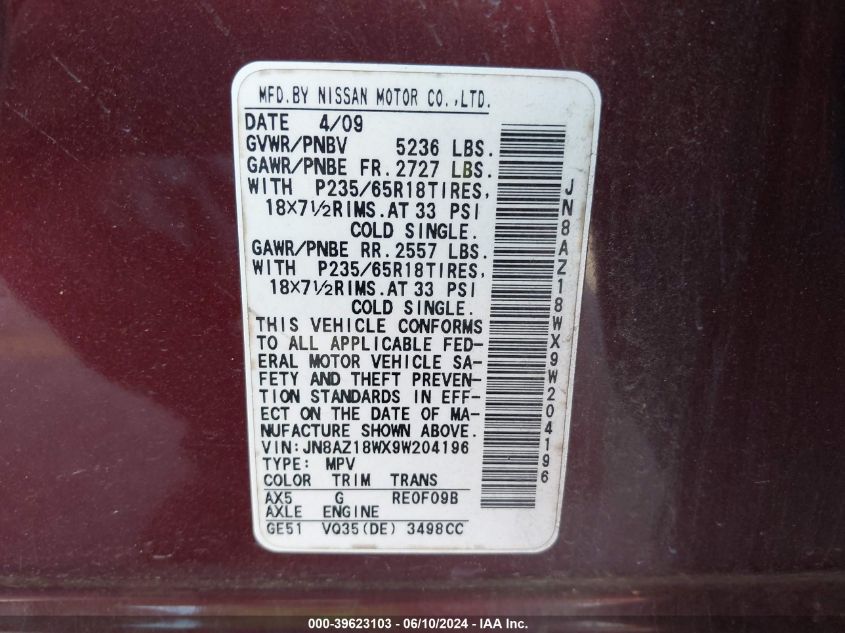 MFD.BY NISSAN MOTOR CO.,LTD.
DATE 4/09
GVWR/PNBV 5236 LBS.
GAWR/PNBE FR. 2727 LBS.
WITH P235/65R18TIRES,
18X7½RIMS.AT 33 PSI
COLD SINGLE.
GAWR/PNBE RR. 2557 LBS.
WITH P235/65R18TIRES,
18X7½RIMS.AT 33 PSI
COLD SINGLE.
THIS VEHICLE CONFORMS
TO ALL APPLICABLE FED-
ERAL MOTOR VEHICLE SA-
FETY AND THEFT PREVEN-
TION STANDARDS IN EFF-
ECT ON THE DATE OF MA-
NUFACTURE SHOWN ABOVE.
VIN:JN8AZ18WX9W204196
TYPE: MPV
COLOR TRIM TRANS
AX5 G RE0F09B
AXLE ENGINE
GE51 VQ35(DE) 3498CC
JN8AZ18WX9W204196
000-39623103 - 06/10/2024 - IAA Inc.